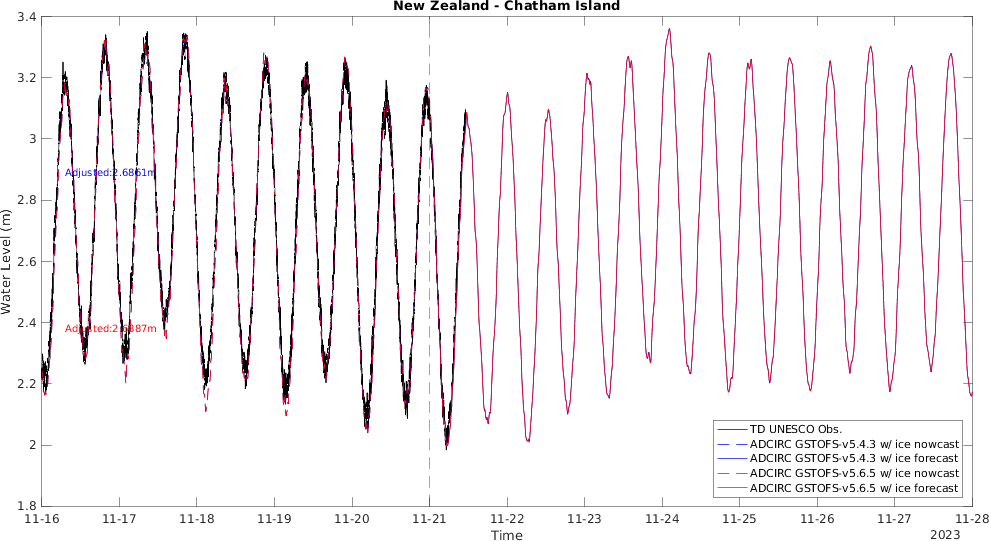 New Zealand - Chatham Island
3.4
3.2
3
2.8
2.6
2.4
2.2
2
1.8
Water Level (m)
Adjusted:2.6861m
Adjusted:2.6887m
TD UNESCO Obs.
ADCIRC GSTOFS-v5.4.3 w/ ice nowcast
ADCIRC GSTOFS-v5.4.3 w/ ice forecast
ADCIRC GSTOFS-v5.6.5 w/ ice nowcast
ADCIRC GSTOFS-v5.6.5 w/ ice forecast
11-16 11-17 11-18 11-19 11-20 11-21 11-22 11-23 11-24 11-25 11-26 11-27 11-28
Time
2023